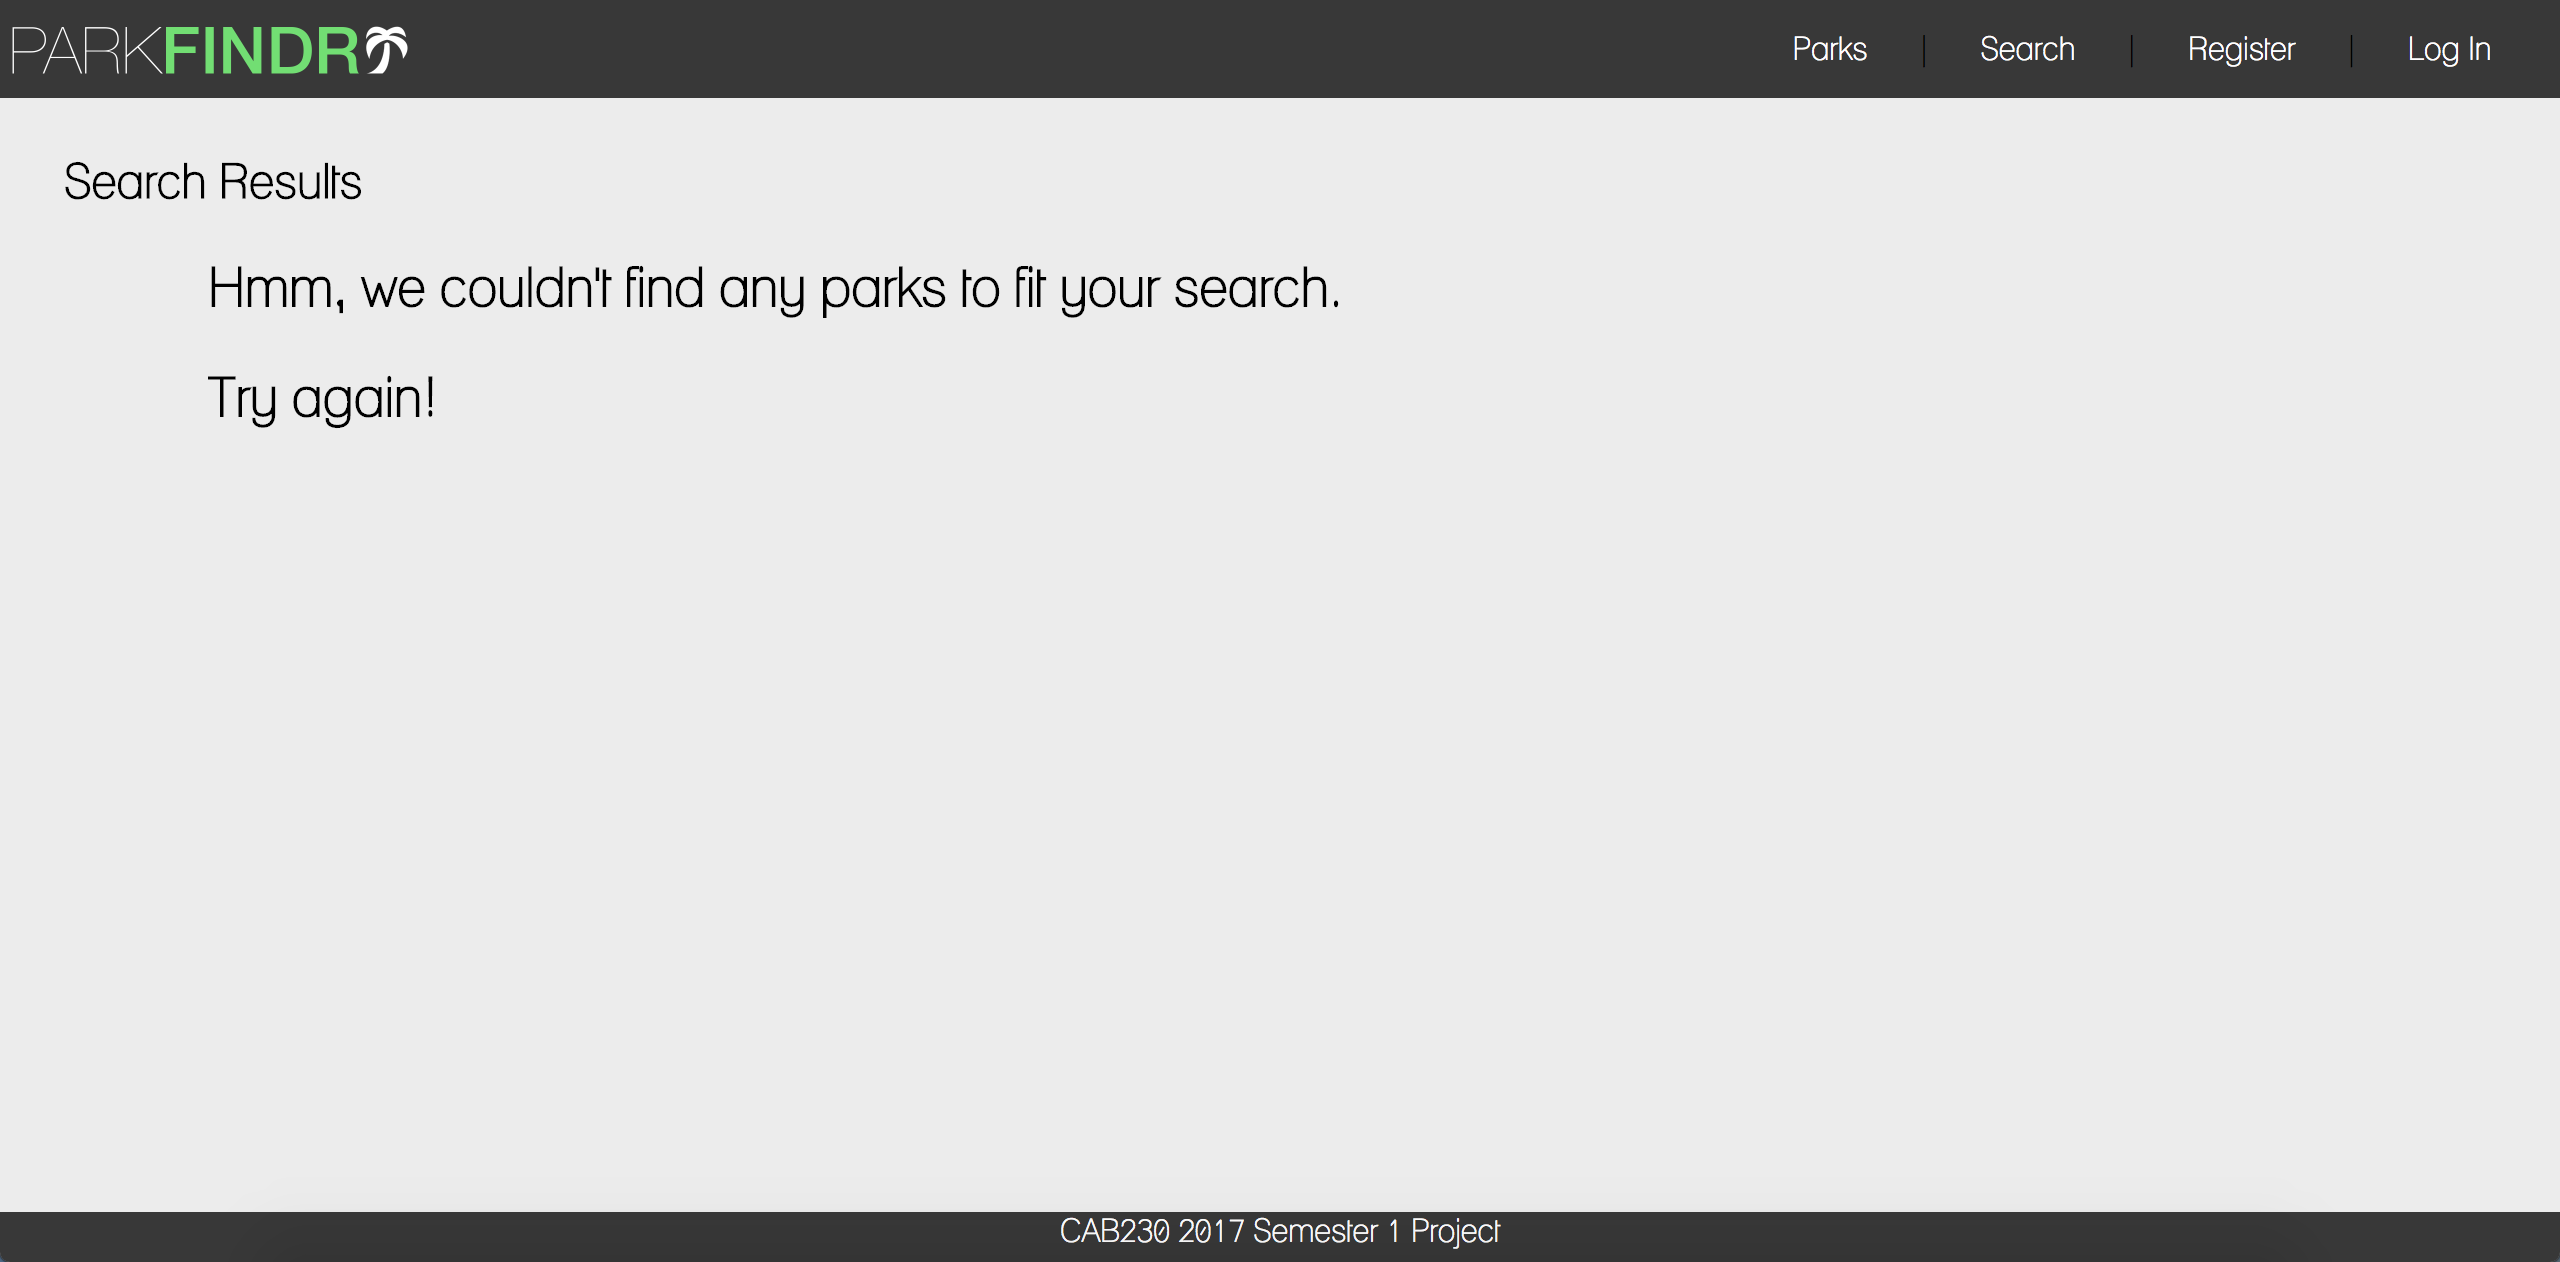 PARKFINDR
Parks | Search | Register | Log In
Search Results
Hmm, we couldn't find any parks to fit your search.
Try again!
CAB230 2017 Semester 1 Project